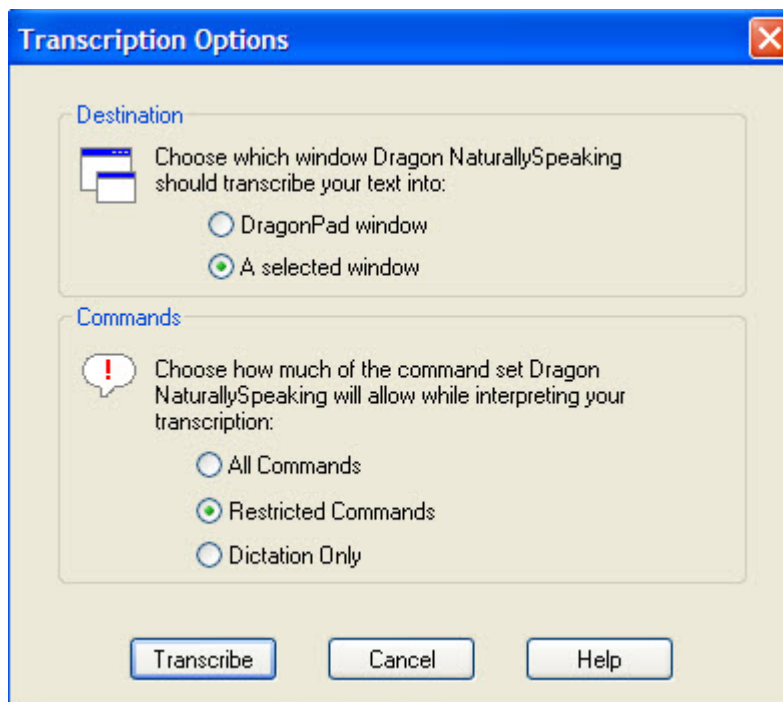 Transcription Options
Destination
Choose which window Dragon NaturallySpeaking
should transcribe your text into:
DragonPad window
A selected window
Commands
!
Choose how much of the command set Dragon
NaturallySpeaking will allow while interpreting your
transcription:
All Commands
Restricted Commands
Dictation Only
Transcribe Cancel Help